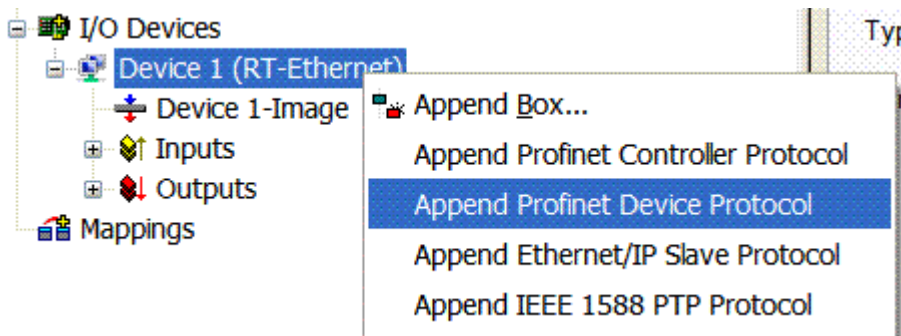 I/O Devices
Typ
Device 1 (RT-Ethernet)
Device 1-Image
Inputs
Outputs
Mappings
Append Box...
Append Profinet Controller Protocol
Append Profinet Device Protocol
Append Ethernet/IP Slave Protocol
Append IEEE 1588 PTP Protocol